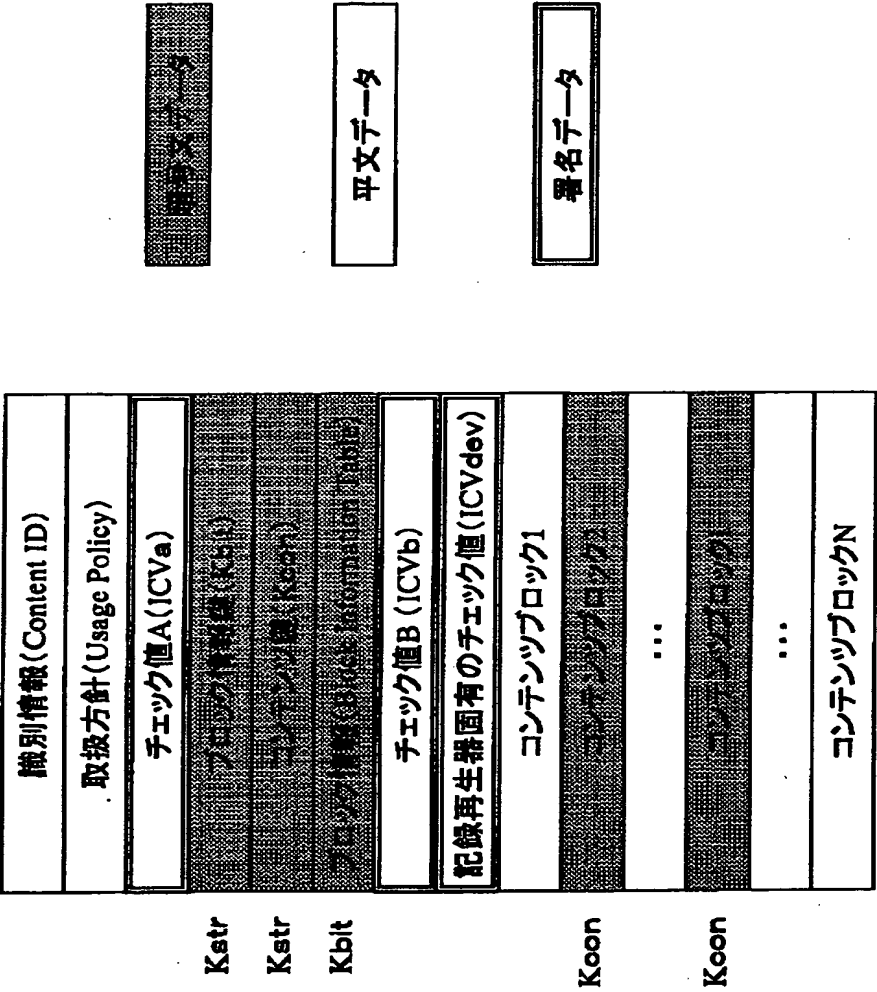 識別情報(Content ID)
取扱方針(Usage Policy)
チェック値A(ICVa)
Kstr ブロック情報鍵(Kbit)
Kstr コンテンツ鍵(Kcon)
Kbit ブロック情報(Block Information Table)
チェック値B (ICVb)
記録再生器固有のチェック値(ICVdev)
コンテンツブロック1
Kcon コンテンツブロック2
...
Kcon コンテンツブロック
...
コンテンツブロックN
暗号文データ
平文データ
署名データ